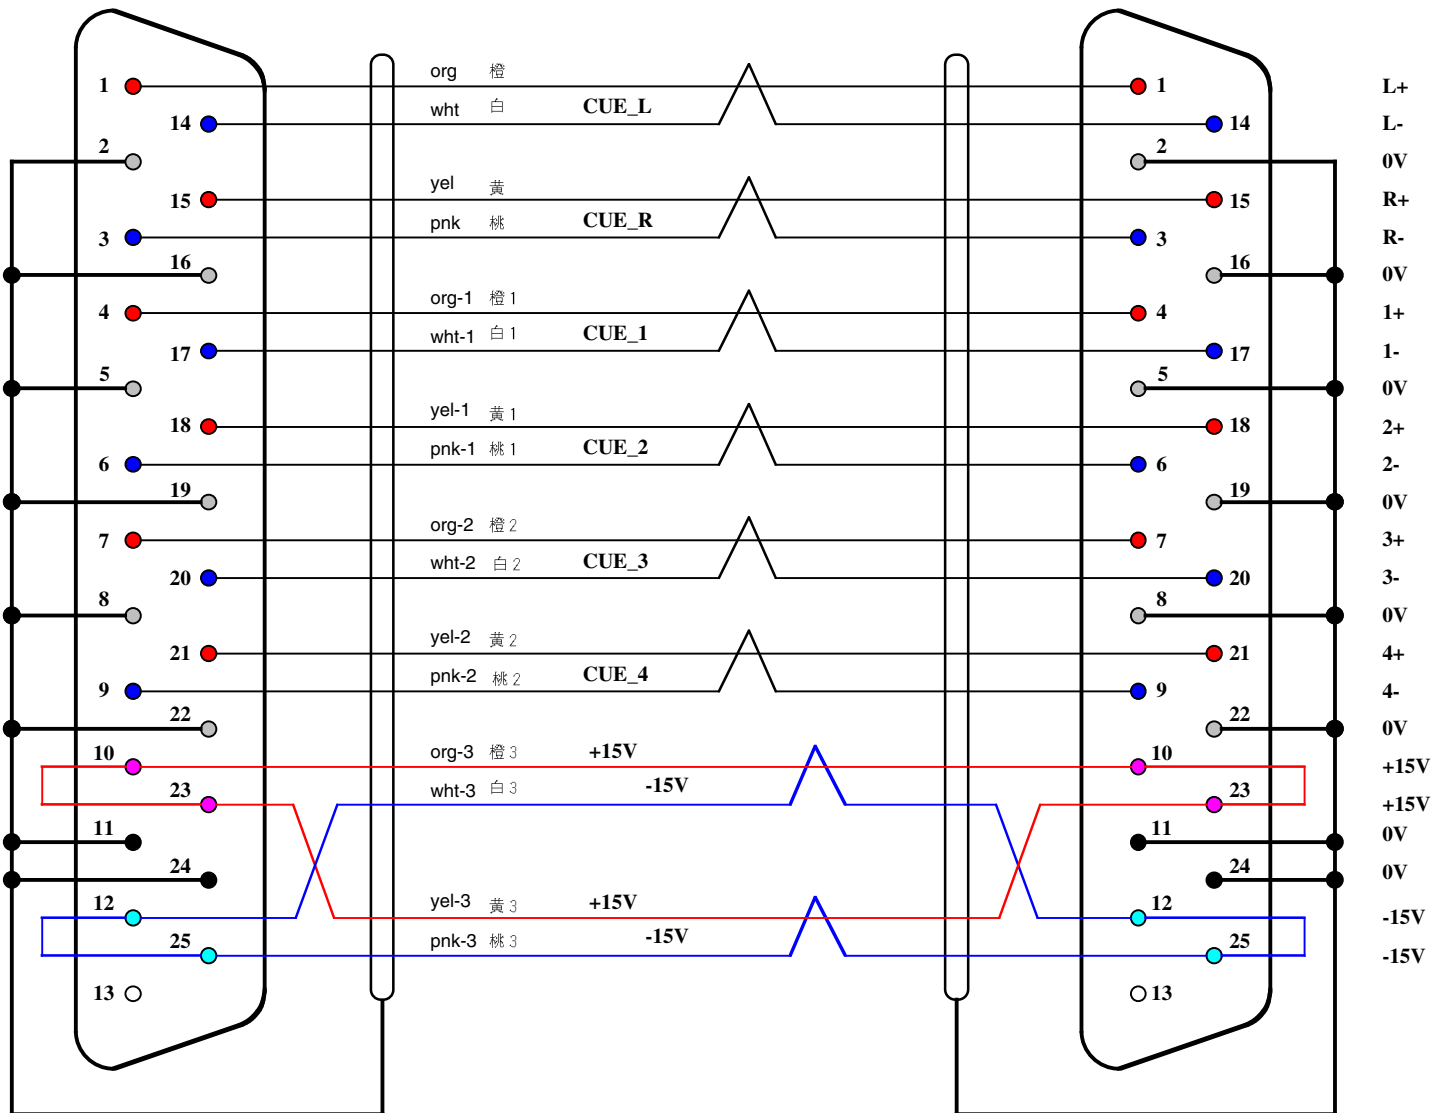 1 org 橙 1 L+
14 wht 白 CUE_L 14 L-
2 2 0V
15 yel 黄 15 R+
3 pnk 桃 CUE_R 3 R-
16 16 0V
4 org-1 橙1 4 1+
17 wht-1 白1 CUE_1 17 1-
5 5 0V
18 yel-1 黄1 18 2+
6 pnk-1 桃1 CUE_2 6 2-
19 19 0V
7 org-2 橙2 7 3+
20 wht-2 白2 CUE_3 20 3-
8 8 0V
21 yel-2 黄2 21 4+
9 pnk-2 桃2 CUE_4 9 4-
22 22 0V
10 org-3 橙3 +15V 10 +15V
23 wht-3 白3 -15V 23 +15V
11 11 0V
24 24 0V
12 yel-3 黄3 +15V 12 -15V
25 pnk-3 桃3 -15V 25 -15V
13 13